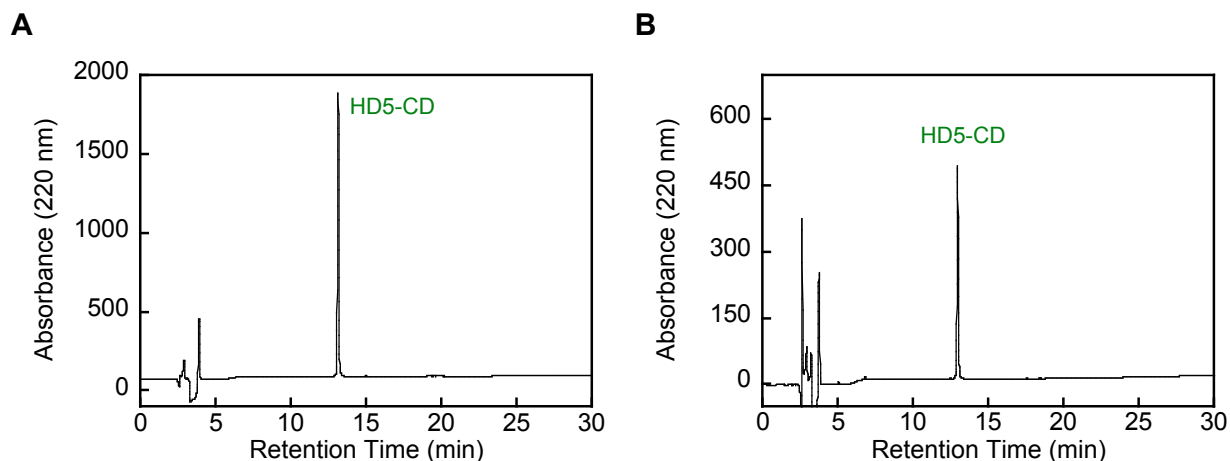 A
B
Absorbance (220 nm)
2000
1500
1000
500
0
HD5-CD
0 5 10 15 20 25 30
Retention Time (min)
Absorbance (220 nm)
600
450
300
150
0
HD5-CD
0 5 10 15 20 25 30
Retention Time (min)